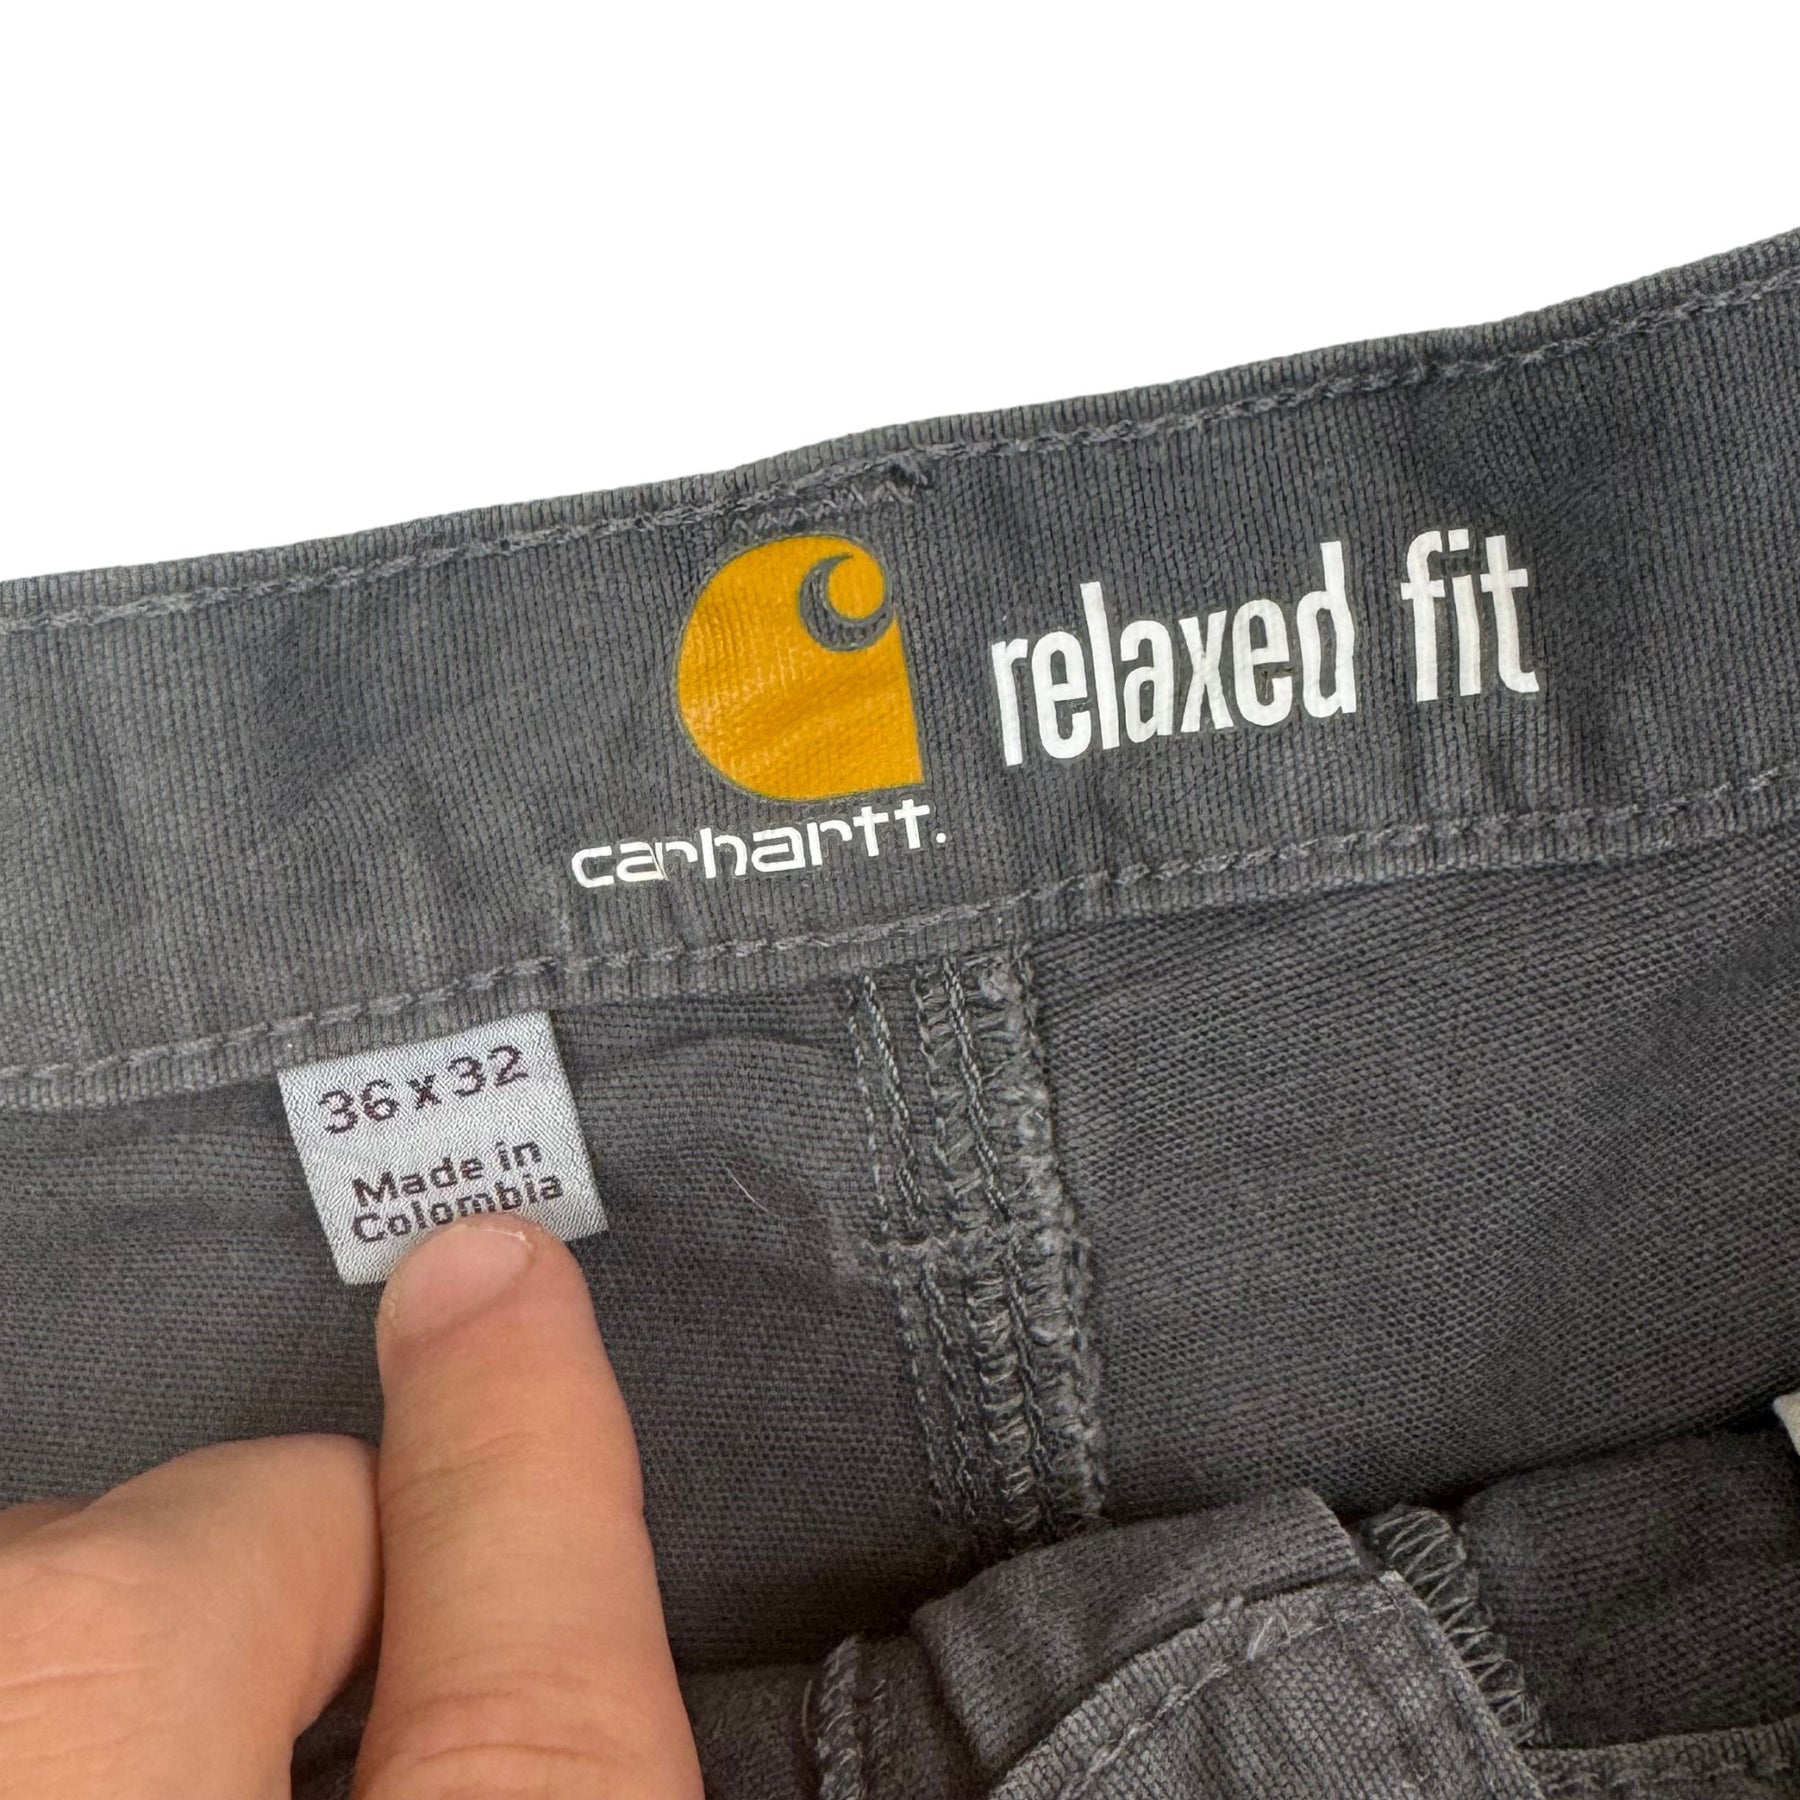 relaxed fit
carhartt.
36 x 32
Made in
Colombia